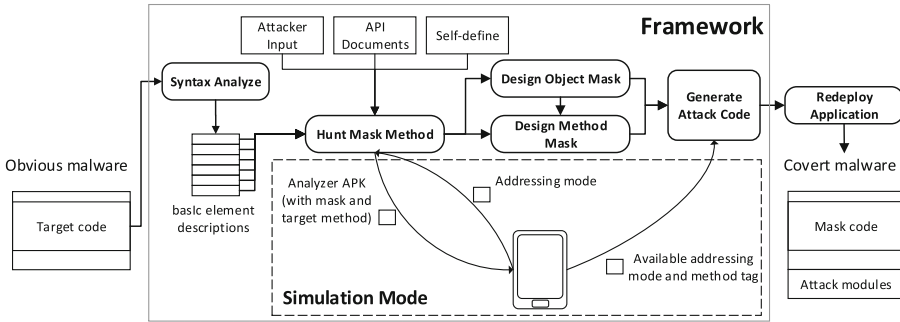 Framework
Attacker
Input
API
Documents
Self-define
Syntax Analyze
Hunt Mask Method
Design Object Mask
Design Method
Mask
Generate
Attack Code
Redeploy
Application
Obvious malware
Target code
basic element
descriptions
Analyzer APK
(with mask and
target method)
Addressing mode
Available addressing
mode and method tag
Simulation Mode
Covert malware
Mask code
Attack modules